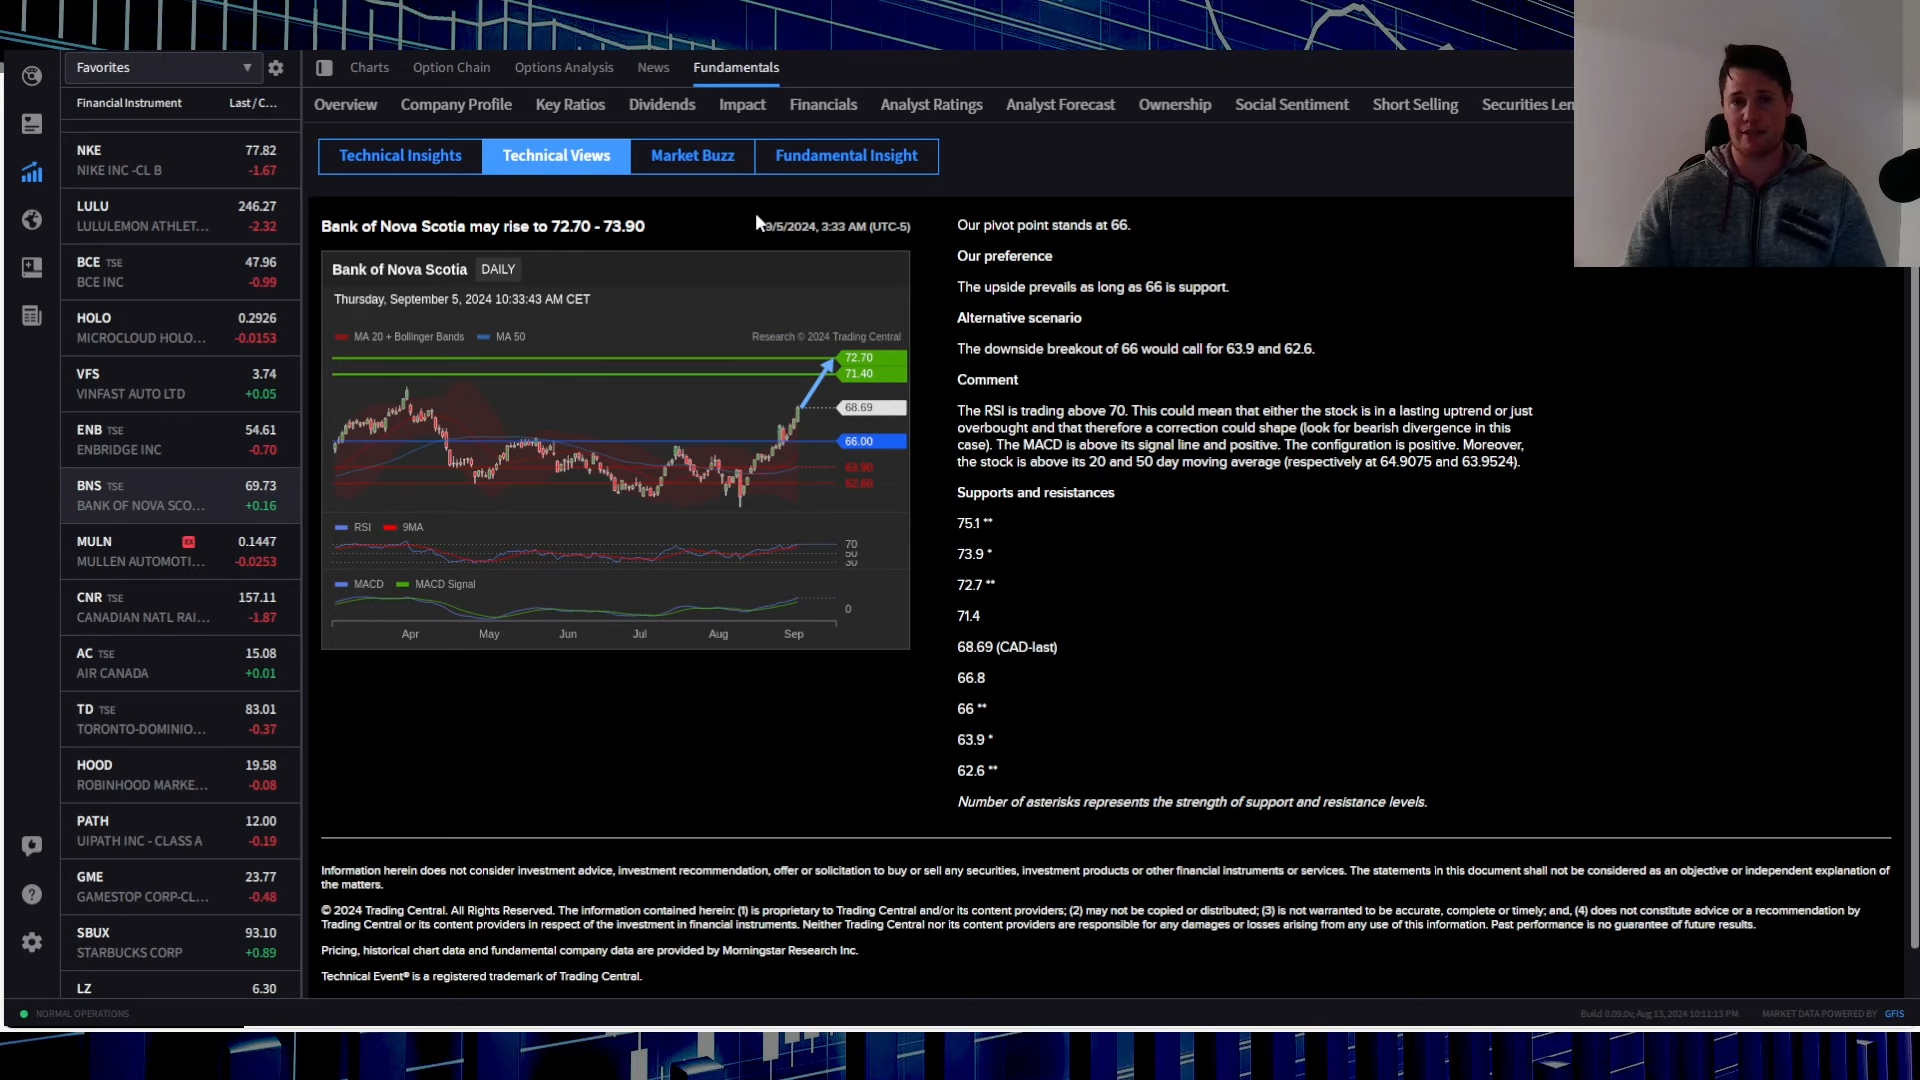 Favorites
Charts
Option Chain
Options Analysis
News
Fundamentals
Financial Instrument
Last / C...
Overview
Company Profile
Key Ratios
Dividends
Impact
Financials
Analyst Ratings
Analyst Forecast
Ownership
Social Sentiment
Short Selling
Securities Len
Technical Insights
Technical Views
Market Buzz
Fundamental Insight
NKE 77.82
NIKE INC -CL B -1.67
LULU 246.27
LULULEMON ATHLET... -2.32
BCE TSE 47.96
BCE INC -0.99
HOLO 0.2926
MICROCLOUD HOLO... -0.0153
VFS 3.74
VINFAST AUTO LTD +0.05
ENB TSE 54.61
ENBRIDGE INC -0.70
BNS TSE 69.73
BANK OF NOVA SCO... +0.16
MULN EX 0.1447
MULLEN AUTOMOTI... -0.0253
CNR TSE 157.11
CANADIAN NATL RAI... -1.87
AC TSE 15.08
AIR CANADA +0.01
TD TSE 83.01
TORONTO-DOMINIO... -0.37
HOOD 19.58
ROBINHOOD MARKE... -0.08
PATH 12.00
UIPATH INC - CLASS A -0.19
GME 23.77
GAMESTOP CORP-CL... -0.48
SBUX 93.10
STARBUCKS CORP +0.89
LZ 6.30
Bank of Nova Scotia may rise to 72.70 - 73.90
9/5/2024, 3:33 AM (UTC-5)
Bank of Nova Scotia DAILY
Thursday, September 5, 2024 10:33:43 AM CET
MA 20 + Bollinger Bands MA 50
Research © 2024 Trading Central
72.70
71.40
68.69
66.00
63.90
62.60
RSI 9MA
70
50
30
MACD MACD Signal
0
Apr May Jun Jul Aug Sep
Our pivot point stands at 66.
Our preference
The upside prevails as long as 66 is support.
Alternative scenario
The downside breakout of 66 would call for 63.9 and 62.6.
Comment
The RSI is trading above 70. This could mean that either the stock is in a lasting uptrend or just
overbought and that therefore a correction could shape (look for bearish divergence in this
case). The MACD is above its signal line and positive. The configuration is positive. Moreover,
the stock is above its 20 and 50 day moving average (respectively at 64.9075 and 63.9524).
Supports and resistances
75.1 **
73.9 *
72.7 **
71.4
68.69 (CAD-last)
66.8
66 **
63.9 *
62.6 **
Number of asterisks represents the strength of support and resistance levels.
Information herein does not consider investment advice, investment recommendation, offer or solicitation to buy or sell any securities, investment products or other financial instruments or services. The statements in this document shall not be considered as an objective or independent explanation of
the matters.
© 2024 Trading Central. All Rights Reserved. The information contained herein: (1) is proprietary to Trading Central and/or its content providers; (2) may not be copied or distributed; (3) is not warranted to be accurate, complete or timely; and, (4) does not constitute advice or a recommendation by
Trading Central or its content providers in respect of the investment in financial instruments. Neither Trading Central nor its content providers are responsible for any damages or losses arising from any use of this information. Past performance is no guarantee of future results.
Pricing, historical chart data and fundamental company data are provided by Morningstar Research Inc.
Technical Event® is a registered trademark of Trading Central.
NORMAL OPERATIONS
Build 0.09.0v, Aug 13, 2024 10:11:13 PM
MARKET DATA POWERED BY GFIS